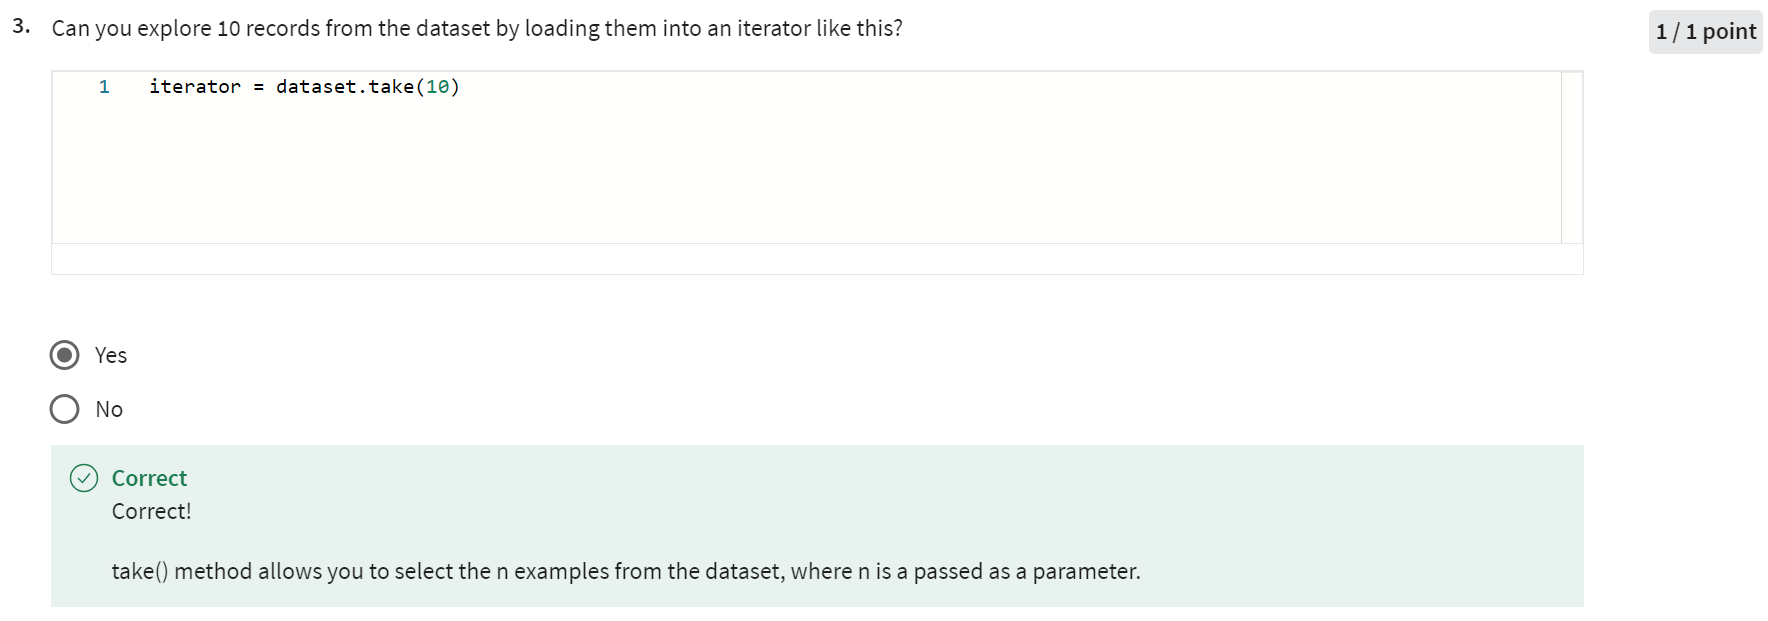 3. Can you explore 10 records from the dataset by loading them into an iterator like this?
1 / 1 point
1 iterator = dataset.take(10)
Yes
No
Correct
Correct!
take() method allows you to select the n examples from the dataset, where n is a passed as a parameter.